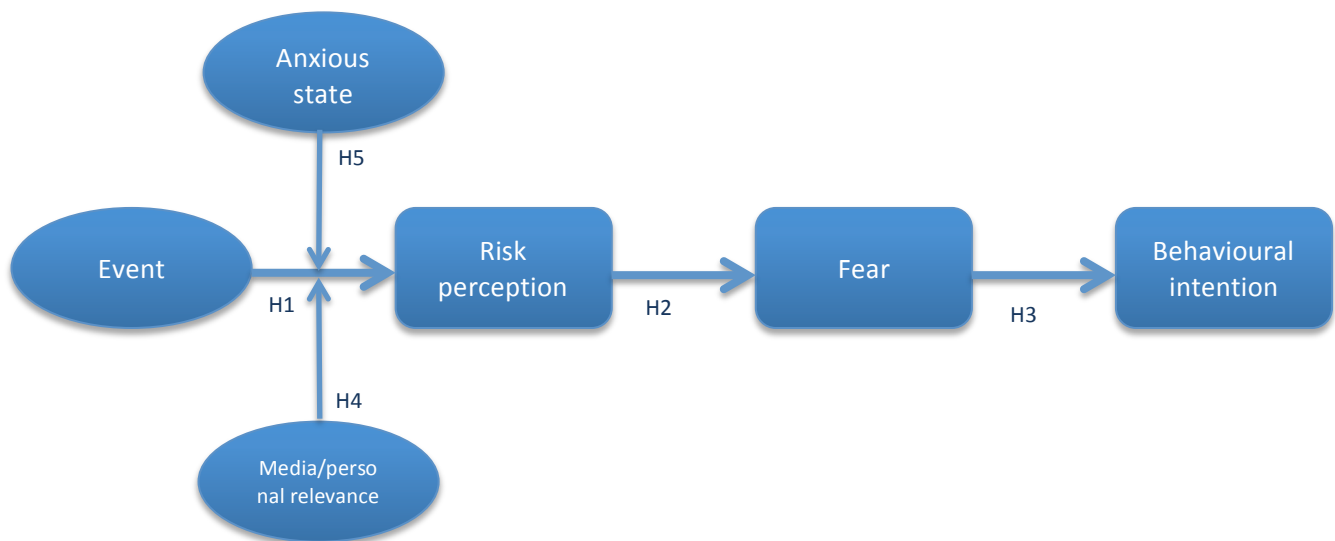 Anxious
state
H5
Event
H1
Risk
perception
H2
Fear
H3
Behavioural
intention
H4
Media/perso
nal relevance